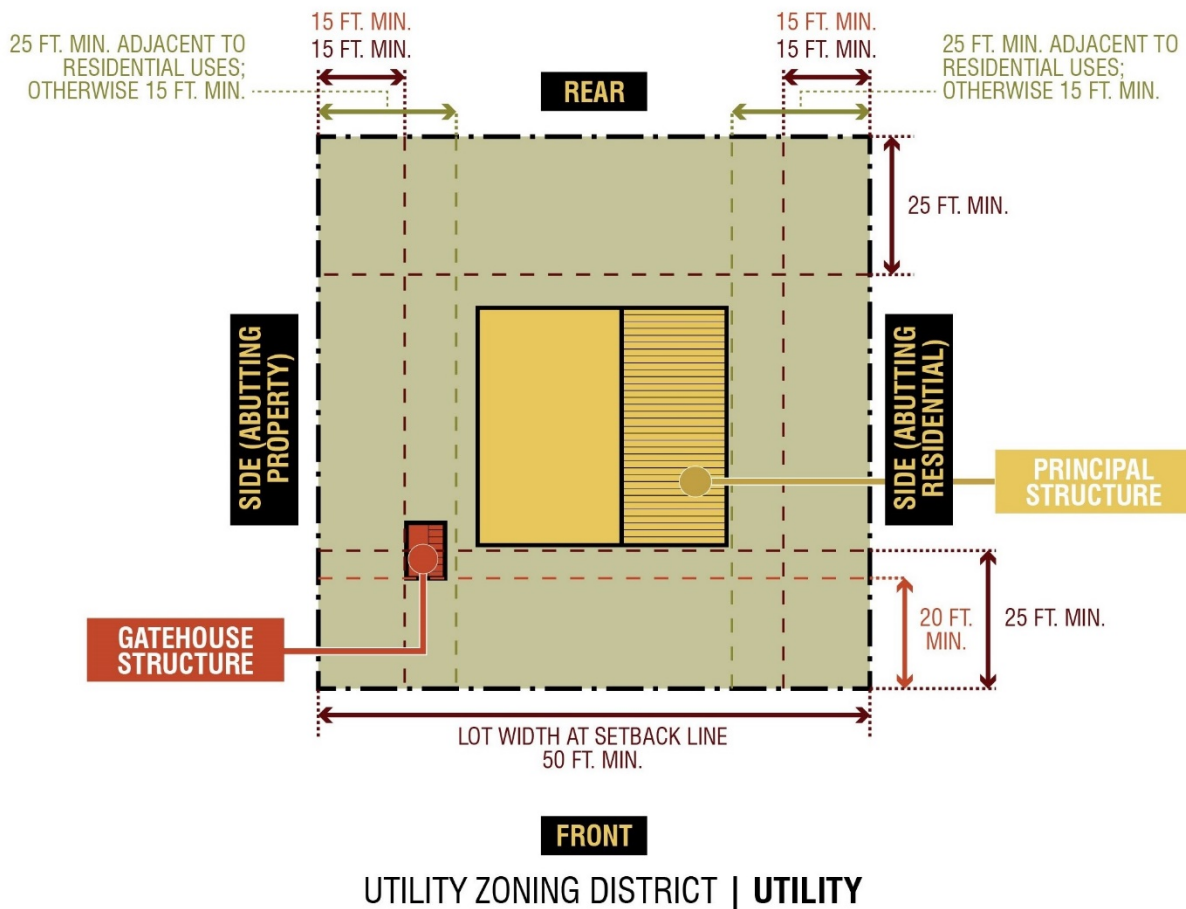 15 FT. MIN.
15 FT. MIN.
15 FT. MIN.
15 FT. MIN.
25 FT. MIN. ADJACENT TO
RESIDENTIAL USES;
OTHERWISE 15 FT. MIN.
25 FT. MIN. ADJACENT TO
RESIDENTIAL USES;
OTHERWISE 15 FT. MIN.
REAR
25 FT. MIN.
SIDE (ABUTTING
PROPERTY)
SIDE (ABUTTING
RESIDENTIAL)
PRINCIPAL
STRUCTURE
GATEHOUSE
STRUCTURE
20 FT.
MIN.
25 FT. MIN.
LOT WIDTH AT SETBACK LINE
50 FT. MIN.
FRONT
UTILITY ZONING DISTRICT | UTILITY